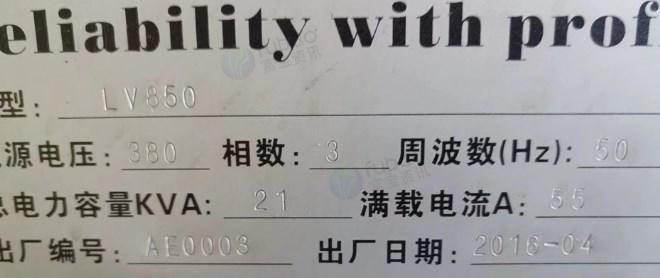 eliability with prof
型: LV850
源电压: 380 相数: 3 周波数(Hz): 50
总电力容量KVA: 21 满载电流A: 55
出厂编号: AE0003 出厂日期: 2016-04